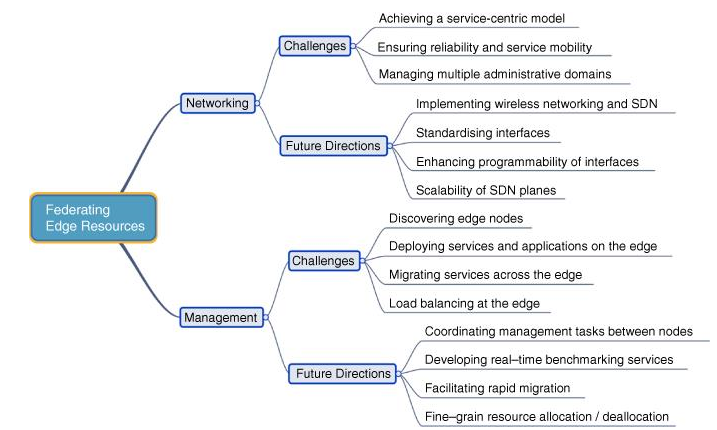 Federating
Edge Resources
Networking
Challenges
Achieving a service-centric model
Ensuring reliability and service mobility
Managing multiple administrative domains
Future Directions
Implementing wireless networking and SDN
Standardising interfaces
Enhancing programmability of interfaces
Scalability of SDN planes
Management
Challenges
Discovering edge nodes
Deploying services and applications on the edge
Migrating services across the edge
Load balancing at the edge
Future Directions
Coordinating management tasks between nodes
Developing real–time benchmarking services
Facilitating rapid migration
Fine–grain resource allocation / deallocation